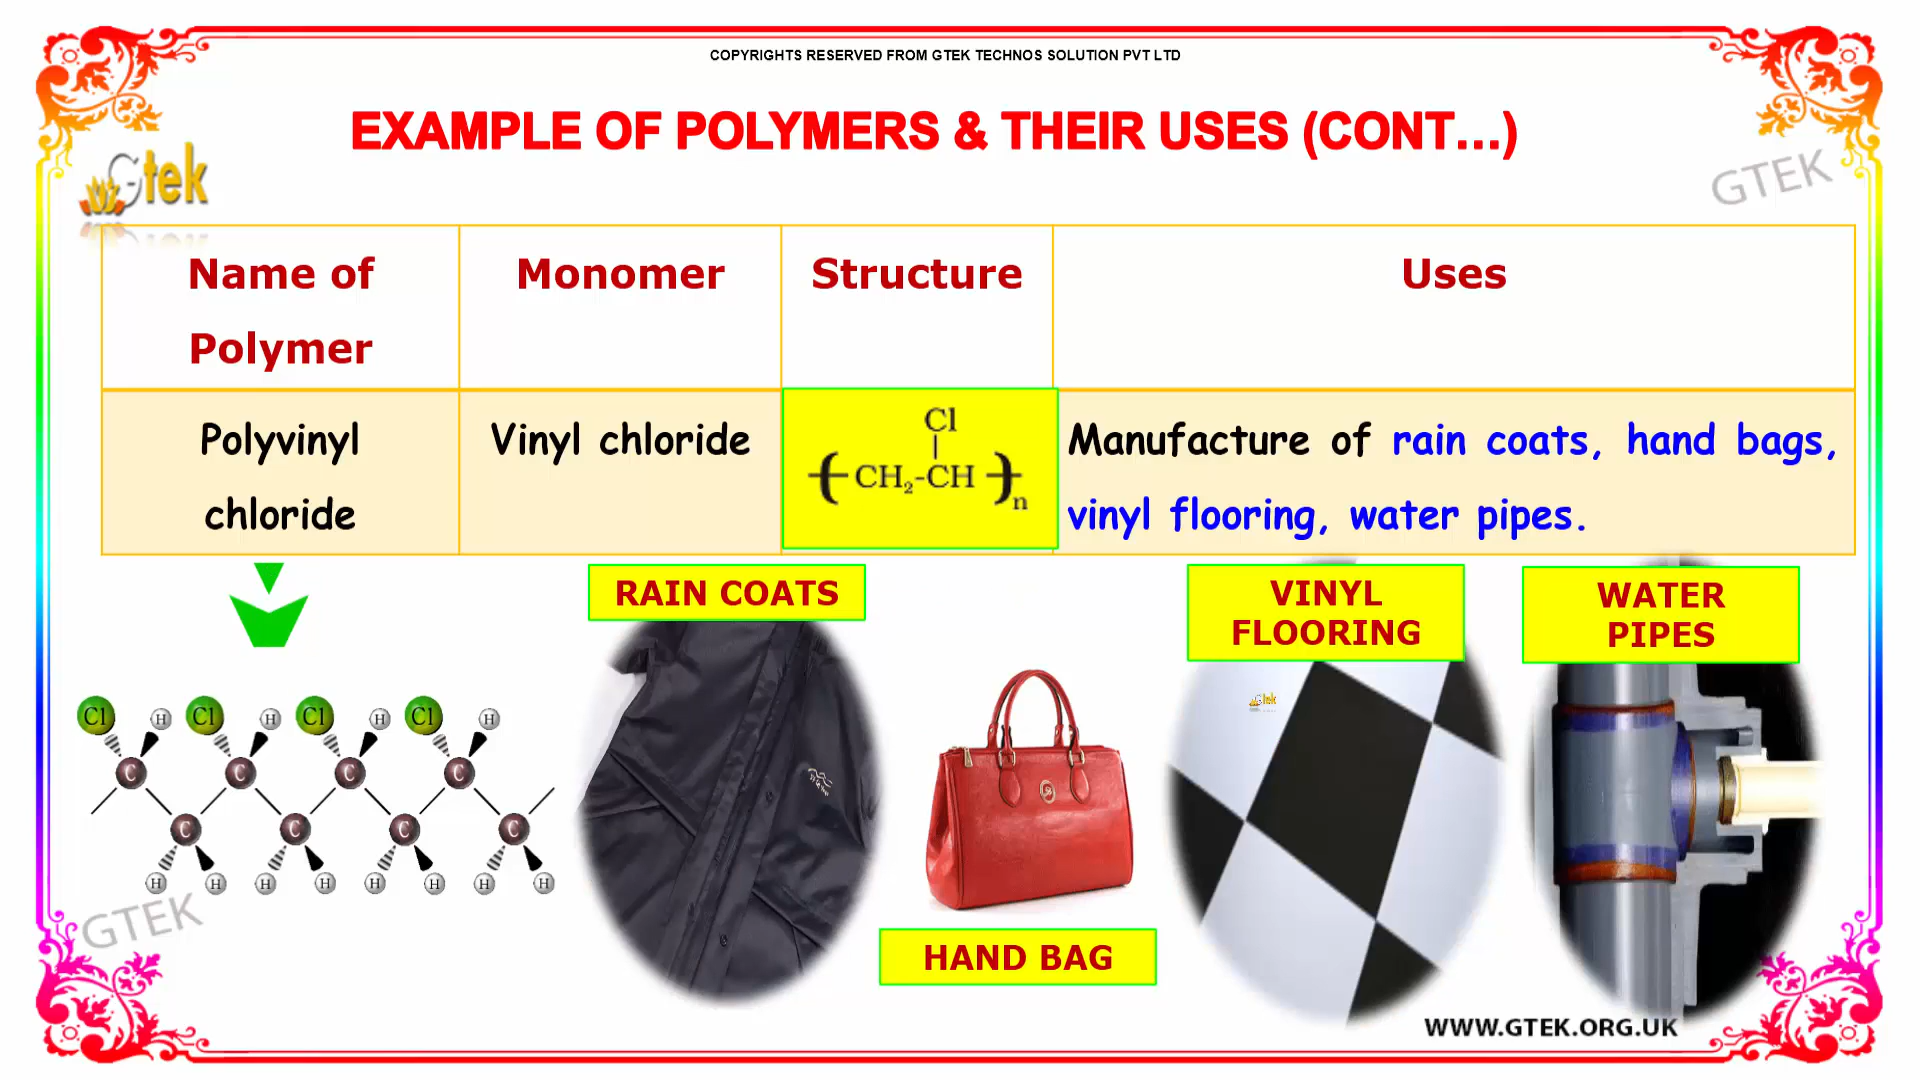 COPYRIGHTS RESERVED FROM GTEK TECHNOS SOLUTION PVT LTD
EXAMPLE OF POLYMERS & THEIR USES (CONT...)
Gtek
GTEK
Name of
Polymer
Monomer
Structure
Uses
Polyvinyl
chloride
Vinyl chloride
Cl
(CH₂-CH)n
Manufacture of rain coats, hand bags,
vinyl flooring, water pipes.
RAIN COATS
VINYL
FLOORING
WATER
PIPES
Gtek
Cl H Cl H Cl H Cl H
C C C C
C C C C
H H H H H H H H
GTEK
HAND BAG
WWW.GTEK.ORG.UK